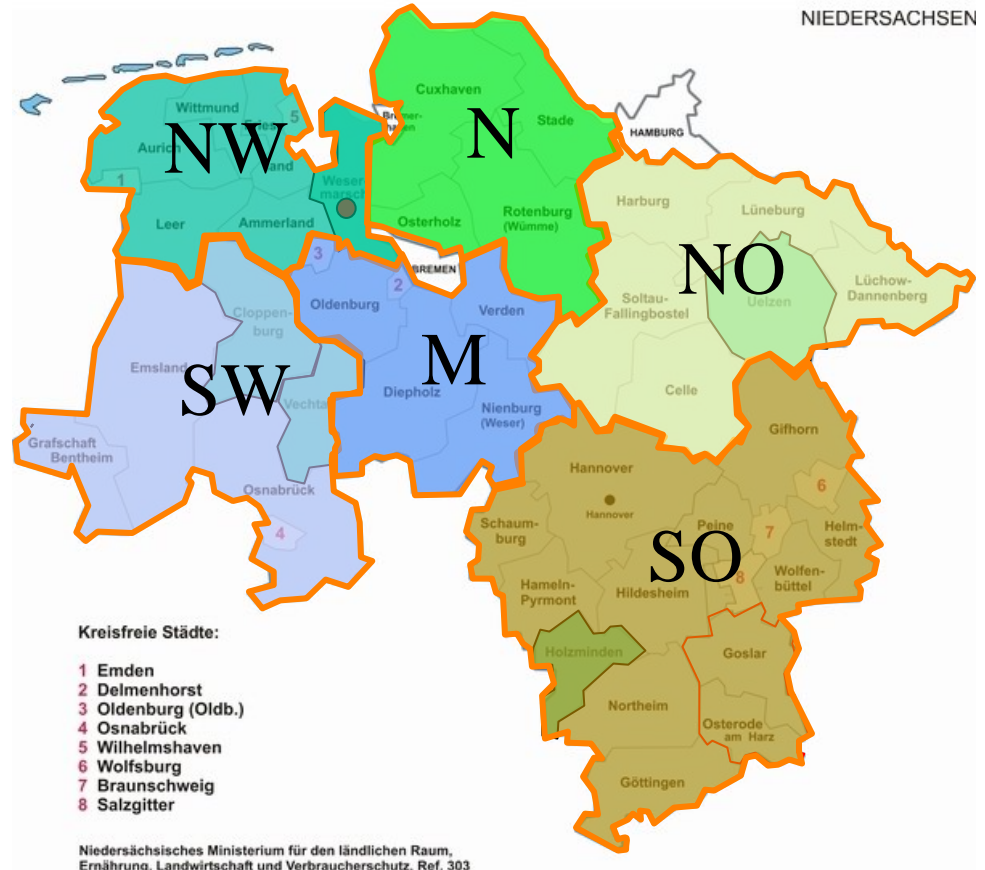 NIEDERSACHSEN
Cuxhaven
Wittmund
5
Bremer-
haven
N
Stade
HAMBURG
NW
Fries
land
Aurich
1
Weser
marsch
Harburg
Lüneburg
Leer
Ammerland
Osterholz
Rotenburg
(Wümme)
3
BREMEN
2
NO
Lüchow-
Dannenberg
Uelzen
Soltau-
Fallingbostel
Oldenburg
Verden
Cloppen-
burg
M
Emsland
SW
Diepholz
Celle
Vechta
Nienburg
(Weser)
Gifhorn
Grafschaft
Bentheim
Hannover
Osnabrück
6
Hannover
4
Schaum-
burg
Peine
7
Helm-
stedt
SO
8
Wolfen-
büttel
Hameln-
Pyrmont
Hildesheim
Holzminden
Goslar
Northeim
Osterode
am Harz
Göttingen
Kreisfreie Städte:
1 Emden
2 Delmenhorst
3 Oldenburg (Oldb.)
4 Osnabrück
5 Wilhelmshaven
6 Wolfsburg
7 Braunschweig
8 Salzgitter
Niedersächsisches Ministerium für den ländlichen Raum,
Ernährung, Landwirtschaft und Verbraucherschutz, Ref. 303